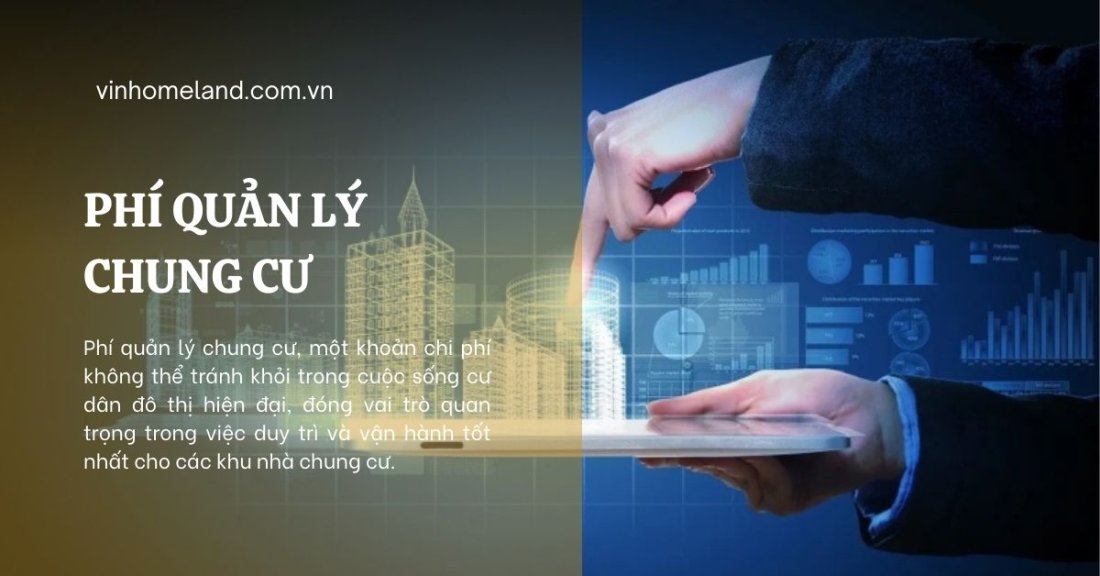 vinhomeland.com.vn
PHÍ QUẢN LÝ
CHUNG CƯ
Phí quản lý chung cư, một khoản chi phí
không thể tránh khỏi trong cuộc sống cư
dân đô thị hiện đại, đóng vai trò quan
trọng trong việc duy trì và vận hành tốt
nhất cho các khu nhà chung cư.